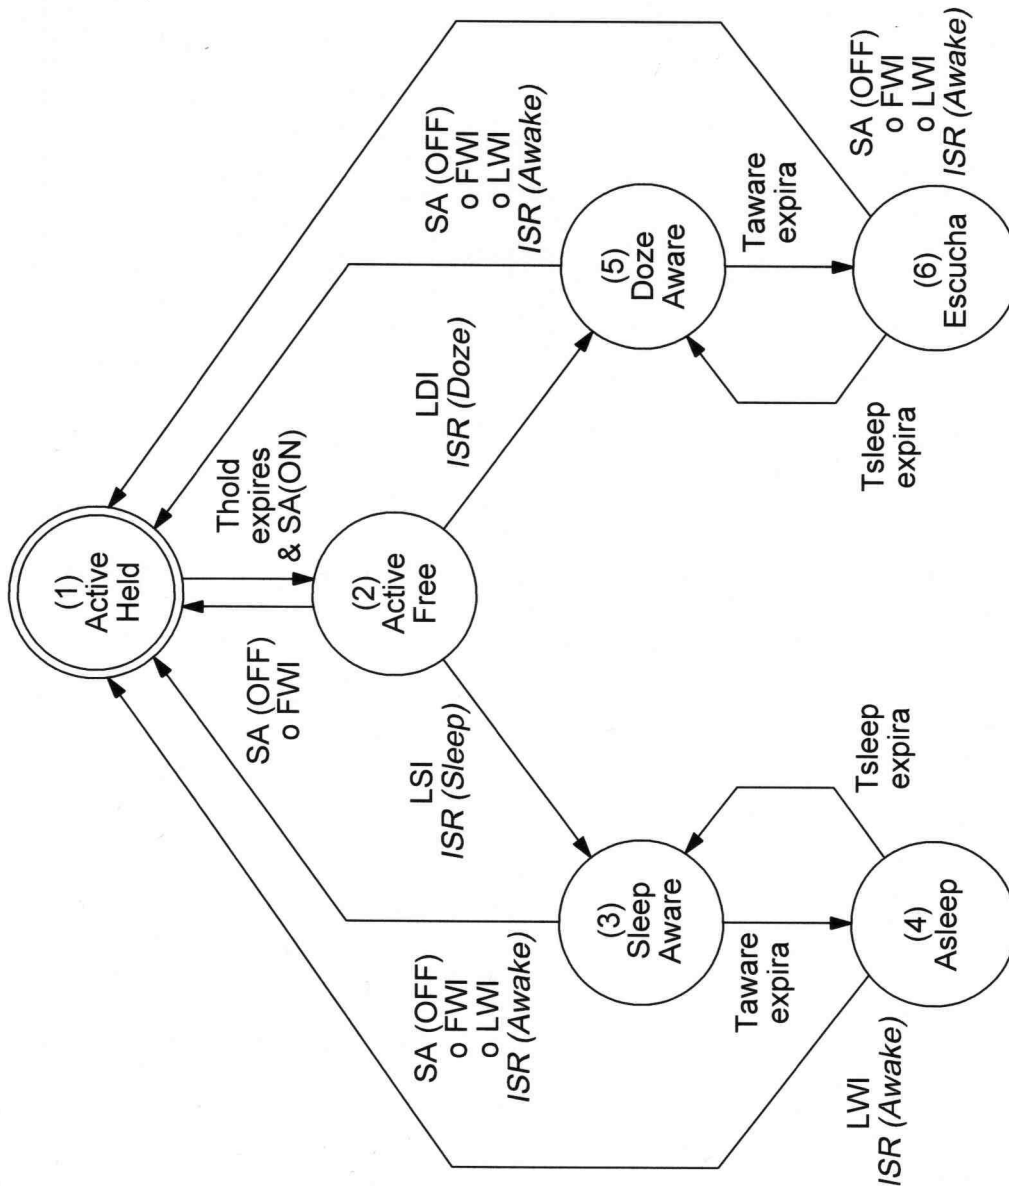 (1)
Active
Held
SA (OFF)
o FWI
Thold
expires
& SA(ON)
(2)
Active
Free
LSI
ISR (Sleep)
LDI
ISR (Doze)
SA (OFF)
o FWI
o LWI
ISR (Awake)
SA (OFF)
o FWI
o LWI
ISR (Awake)
(3)
Sleep
Aware
(5)
Doze
Aware
Taware
expira
Tsleep
expira
Tsleep
expira
Taware
expira
LWI
ISR (Awake)
(4)
Asleep
(6)
Escucha
SA (OFF)
o FWI
o LWI
ISR (Awake)